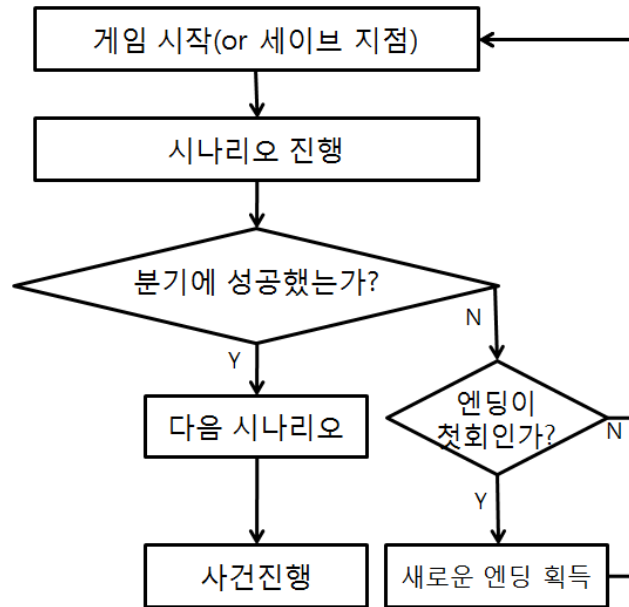 게임 시작(or 세이브 지점)
시나리오 진행
분기에 성공했는가?
N
Y
엔딩이
첫회인가?
다음 시나리오
N
Y
사건진행
새로운 엔딩 획득